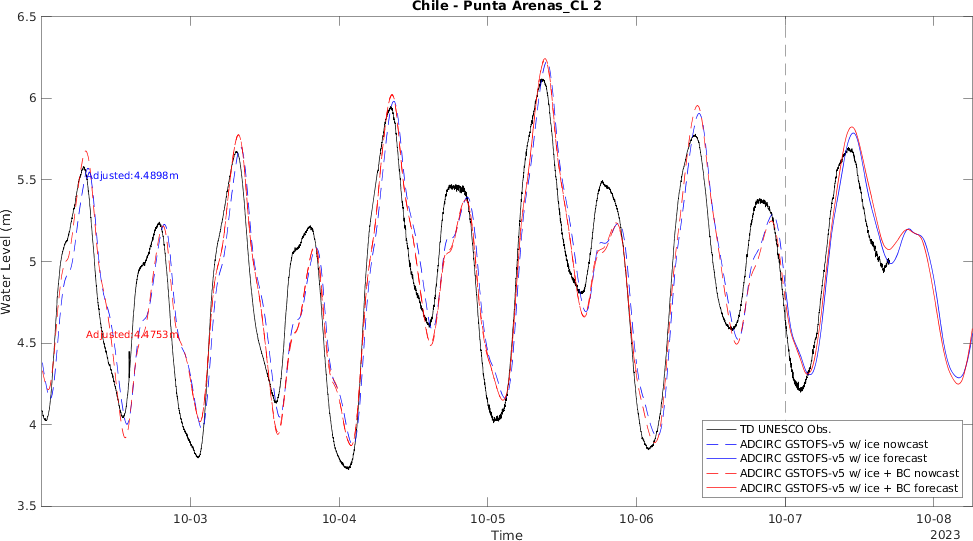 Chile - Punta Arenas_CL 2
6.5
6
5.5
5
4.5
4
3.5
Water Level (m)
Adjusted:4.4898m
Adjusted:4.4753m
TD UNESCO Obs.
ADCIRC GSTOFS-v5 w/ ice nowcast
ADCIRC GSTOFS-v5 w/ ice forecast
ADCIRC GSTOFS-v5 w/ ice + BC nowcast
ADCIRC GSTOFS-v5 w/ ice + BC forecast
10-03
10-04
10-05
10-06
10-07
10-08
Time
2023